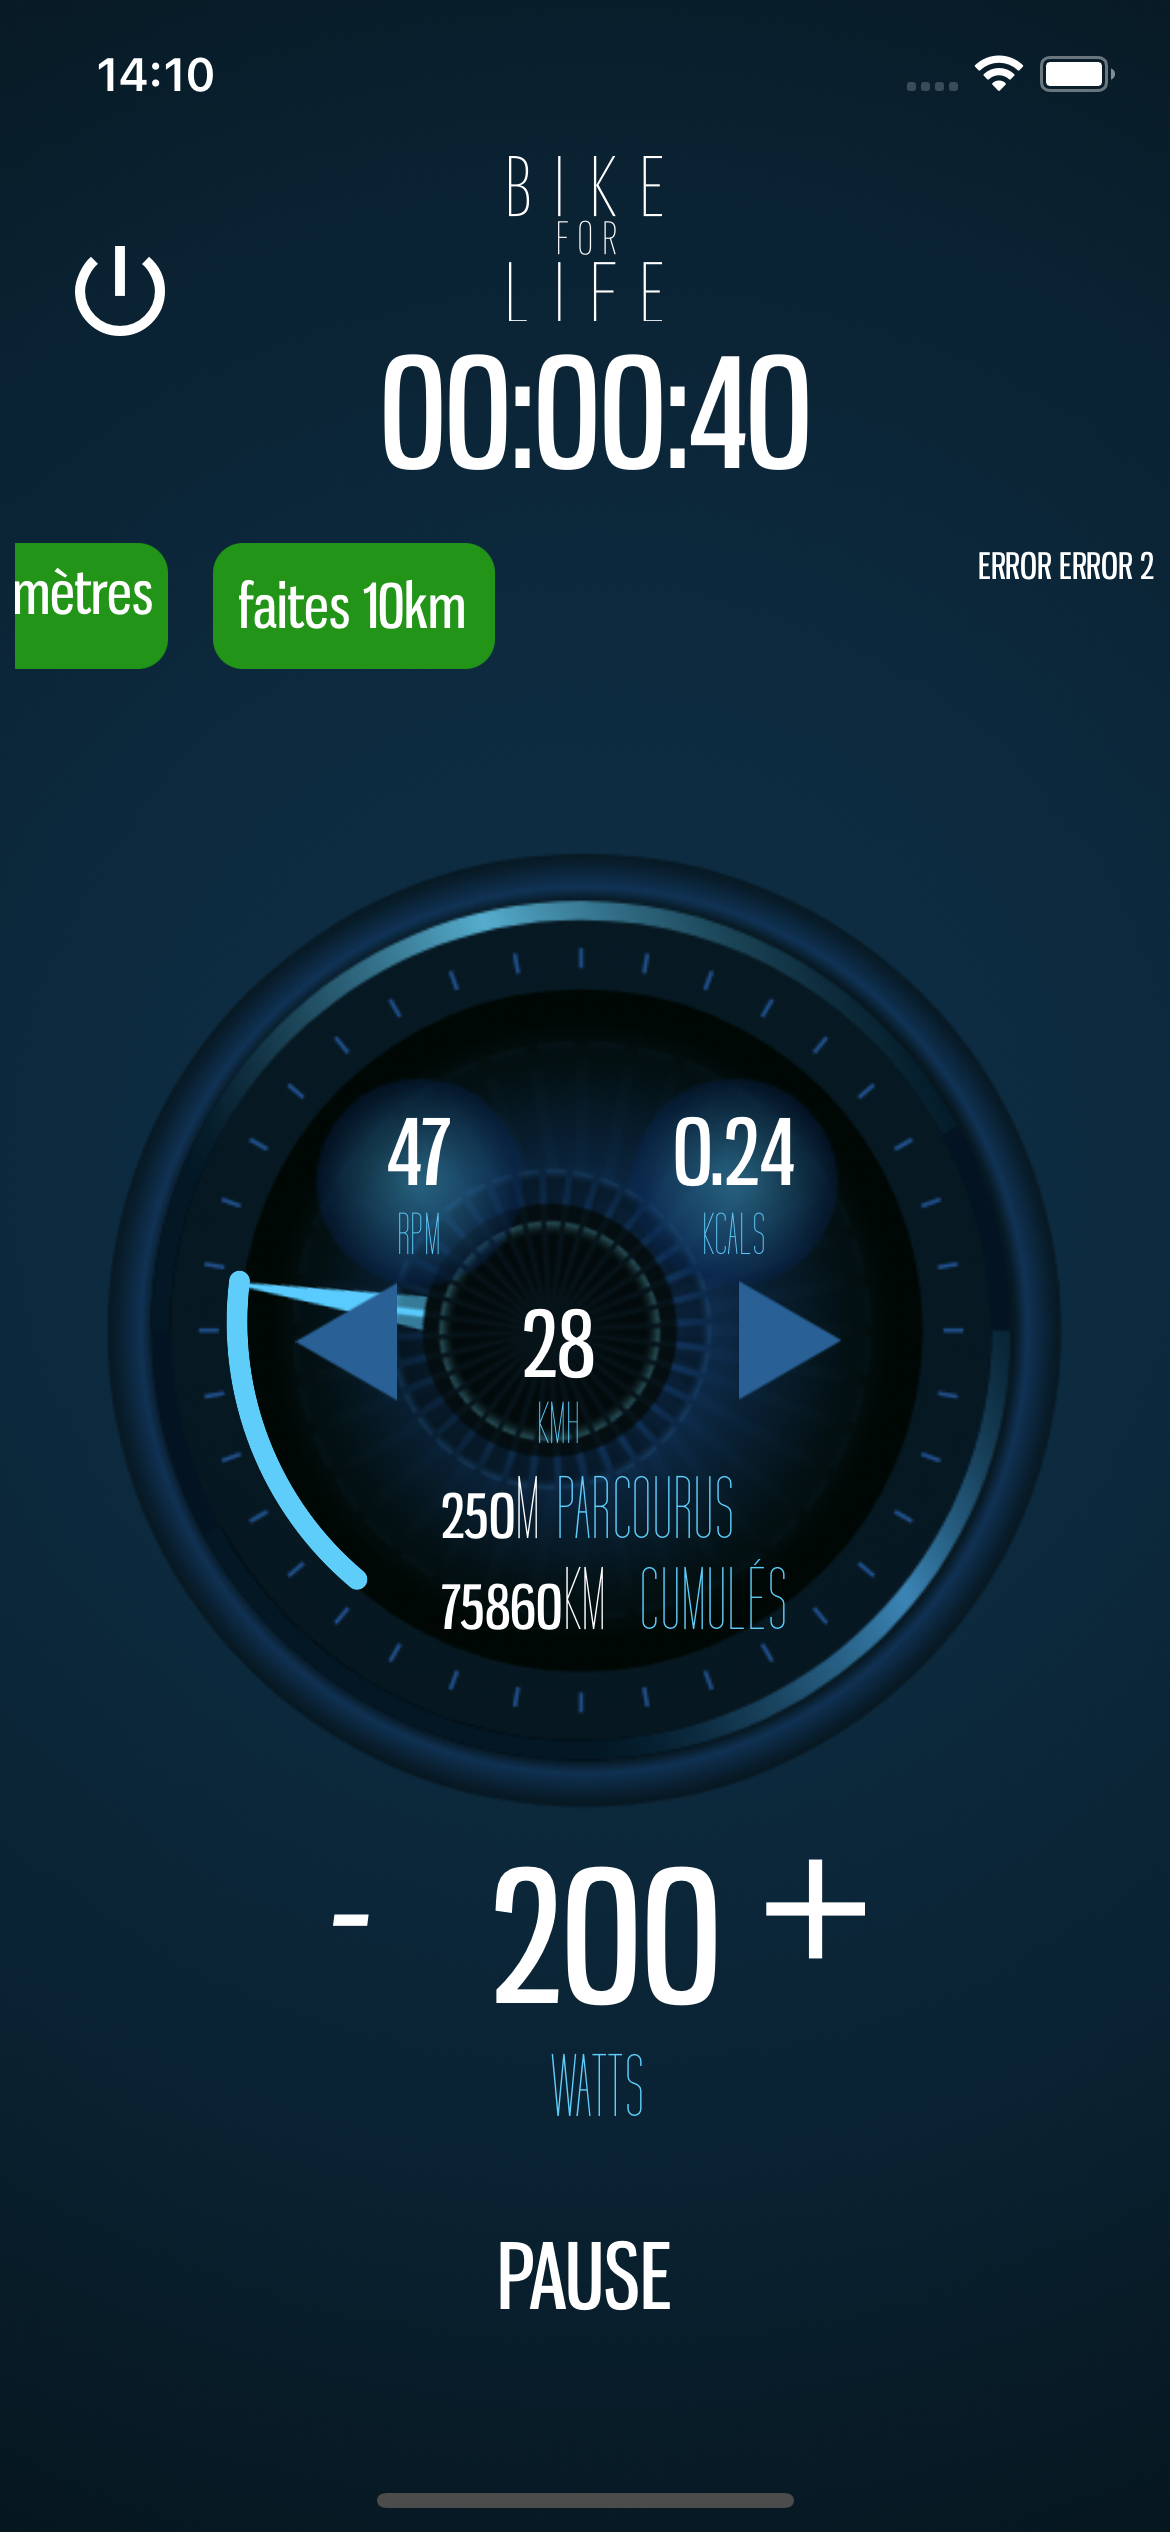 14:10
BIKE
FOR
LIFE
00:00:40
mètres
faites 10km
ERROR ERROR 2
47
RPM
0.24
KCALS
28
KMH
250M PARCOURUS
75860KM CUMULÉS
- 200 +
WATTS
PAUSE